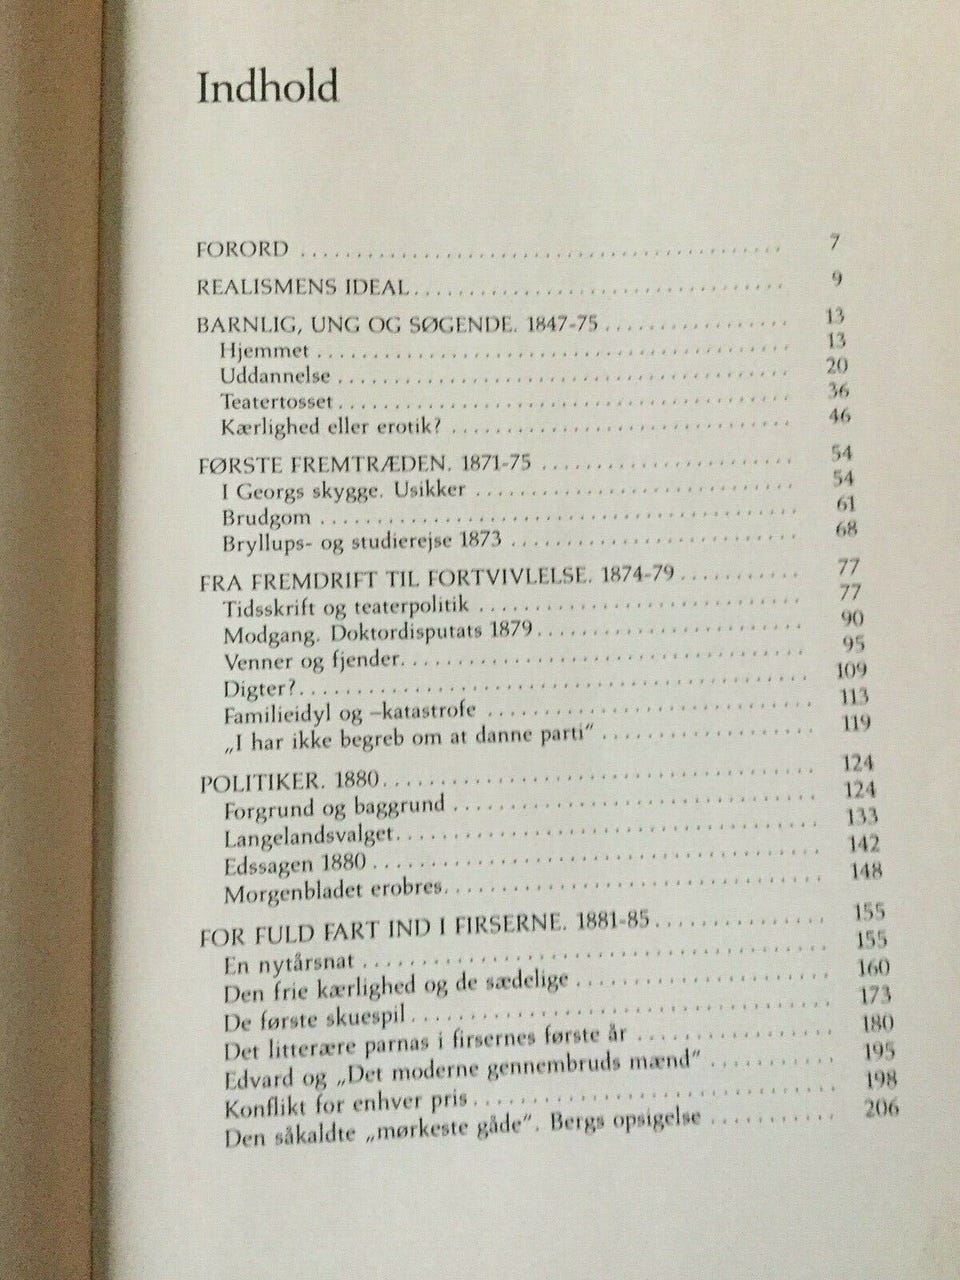 Indhold
FORORD 7
REALISMENS IDEAL 9
BARNLIG, UNG OG SØGENDE. 1847-75 13
Hjemmet 13
Uddannelse 20
Teatertosset 36
Kærlighed eller erotik? 46
FØRSTE FREMTRÆDEN. 1871-75 54
I Georgs skygge. Usikker 54
Brudgom 61
Bryllups- og studierejse 1873 68
FRA FREMDRIFT TIL FORTVIVLELSE. 1874-79 77
Tidsskrift og teaterpolitik 77
Modgang. Doktordisputats 1879 90
Venner og fjender 95
Digter? 109
Familieidyl og –katastrofe 113
„I har ikke begreb om at danne parti“ 119
POLITIKER. 1880 124
Forgrund og baggrund 124
Langelandsvalget 133
Edssagen 1880 142
Morgenbladet erobres 148
FOR FULD FART IND I FIRSERNE. 1881-85 155
En nytårsnat 155
Den frie kærlighed og de sædelige 160
De første skuespil 173
Det litterære parnas i firsernes første år 180
Edvard og „Det moderne gennembruds mænd“ 195
Konflikt for enhver pris 198
Den såkaldte „mørkeste gåde“. Bergs opsigelse 206